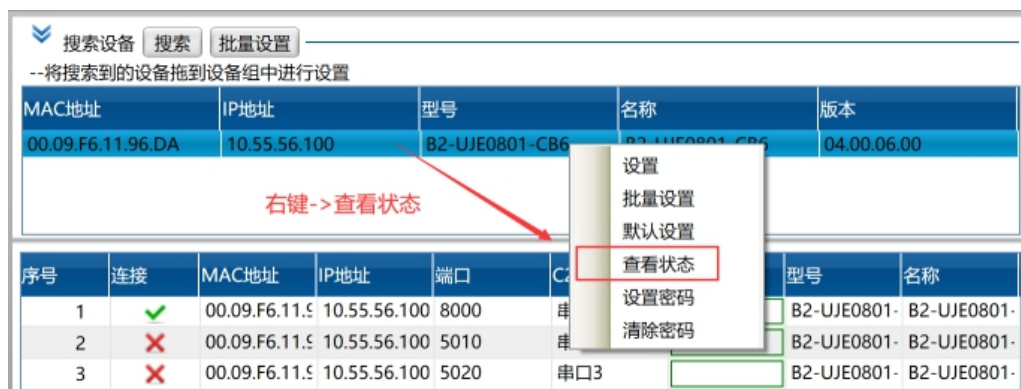 搜索设备 搜索 批量设置
--将搜索到的设备拖到设备组中进行设置
MAC地址 IP地址 型号 名称 版本
00.09.F6.11.96.DA 10.55.56.100 B2-UJE0801-CB6 B2-UJE0801-CB6 04.00.06.00
设置
批量设置
默认设置
查看状态
设置密码
清除密码
右键->查看状态
序号 连接 MAC地址 IP地址 端口 型号 名称
1 00.09.F6.11.9 10.55.56.100 8000 串 B2-UJE0801- B2-UJE0801-
2 00.09.F6.11.9 10.55.56.100 5010 串 B2-UJE0801- B2-UJE0801-
3 00.09.F6.11.9 10.55.56.100 5020 串口3 B2-UJE0801- B2-UJE0801-